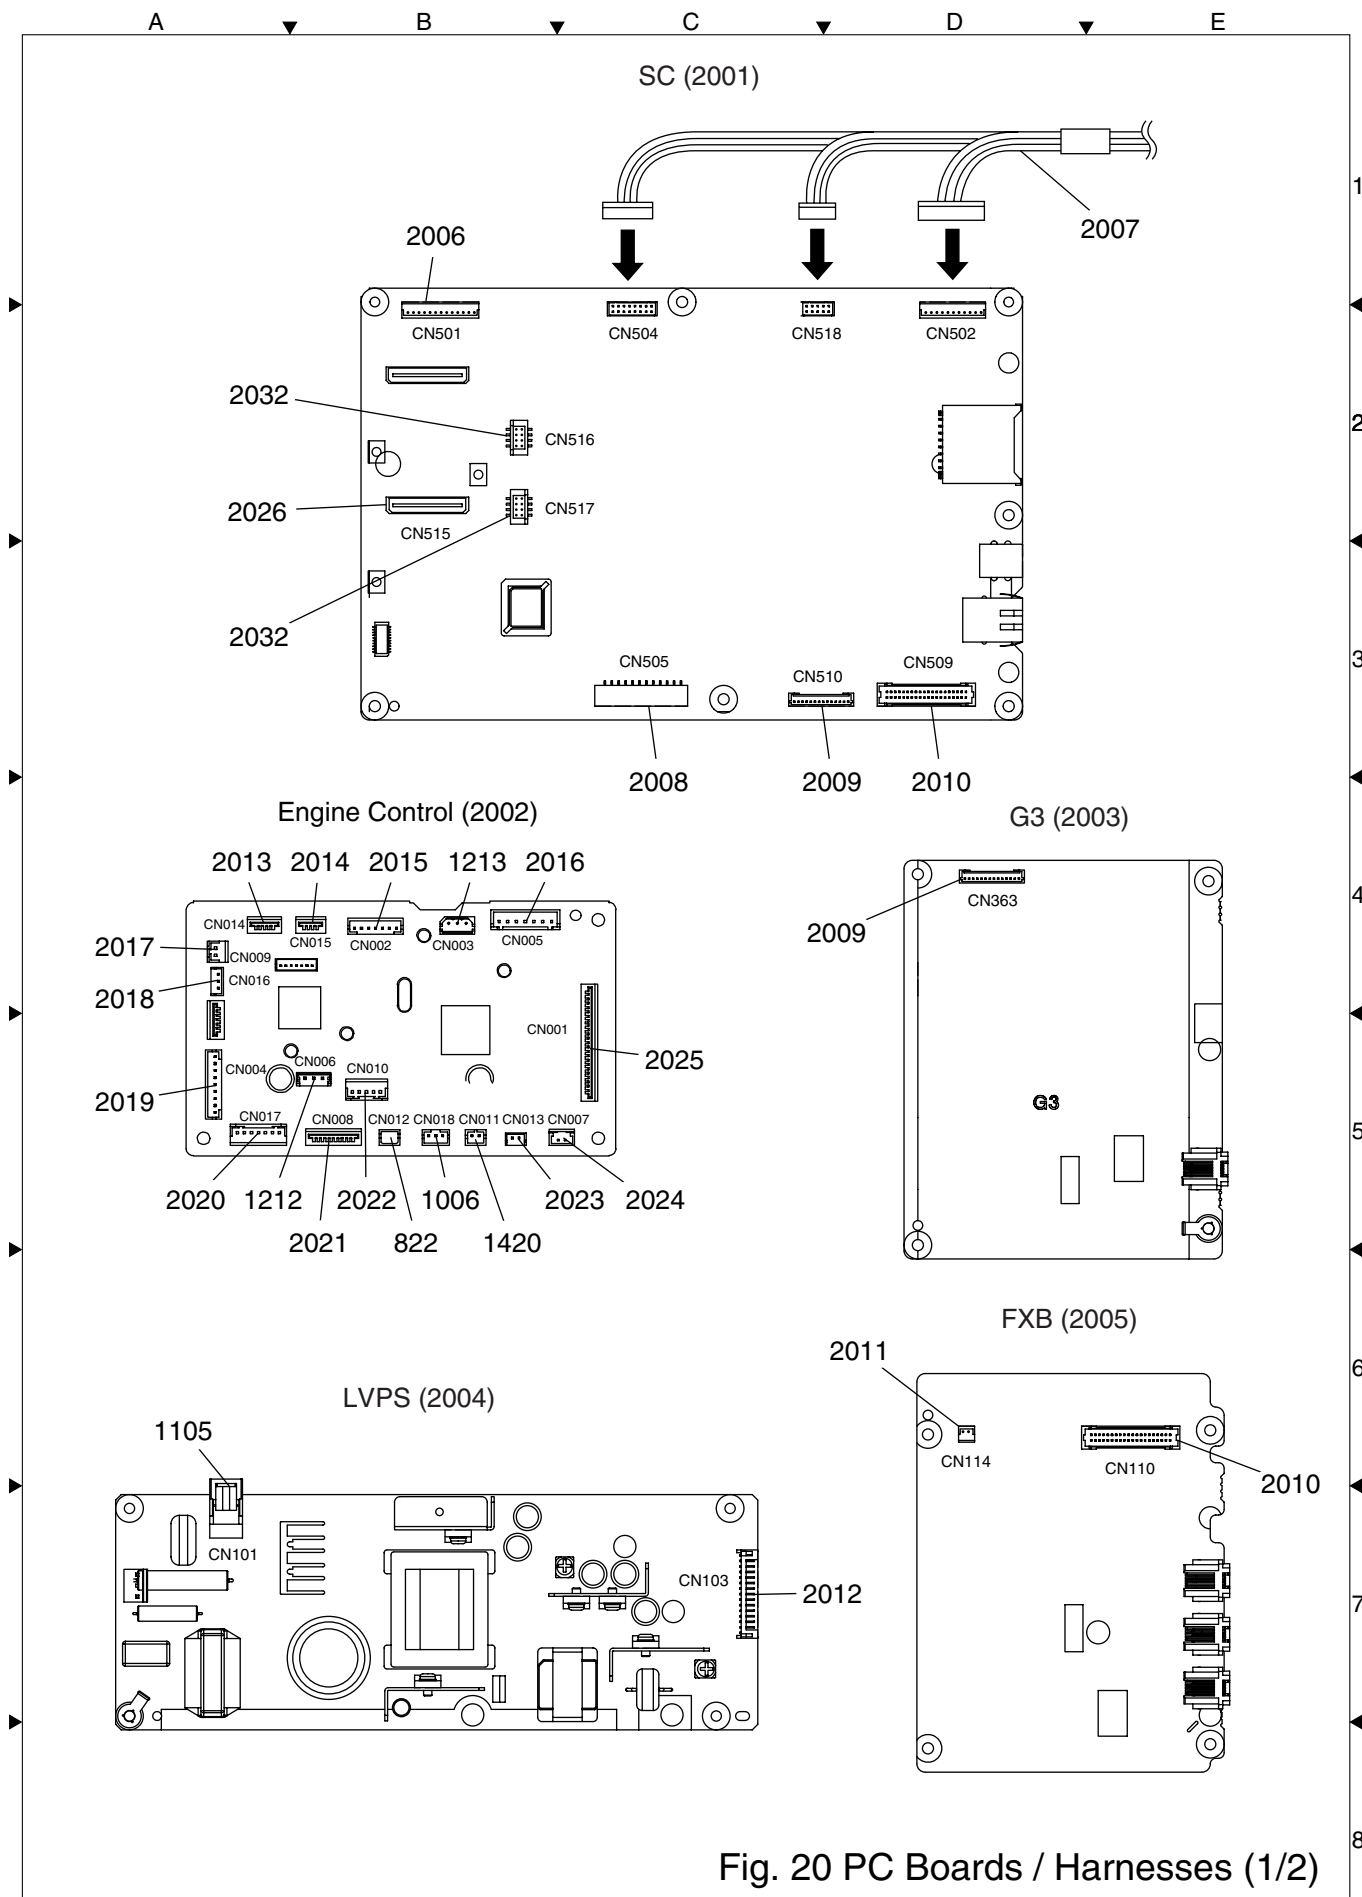 A B C D E
SC (2001)
1
2007
2006
CN501 CN504 CN518 CN502
2032
2
CN516
2026
CN517
CN515
2032
3
CN505 CN510 CN509
2008 2009 2010
Engine Control (2002)
G3 (2003)
2013 2014 2015 1213 2016
4
CN363
CN014 CN015 CN002 CN003 CN005
2009
2017
CN009
CN016
2018
CN001
CN004 CN006 CN010
2025
2019
G3
CN017 CN008 CN012 CN018 CN011 CN013 CN007
5
2020 1212 2022 1006 2023 2024
2021 822 1420
FXB (2005)
2011
6
LVPS (2004)
1105
CN114 CN110
2010
CN101
CN103
2012
7
8
Fig. 20 PC Boards / Harnesses (1/2)